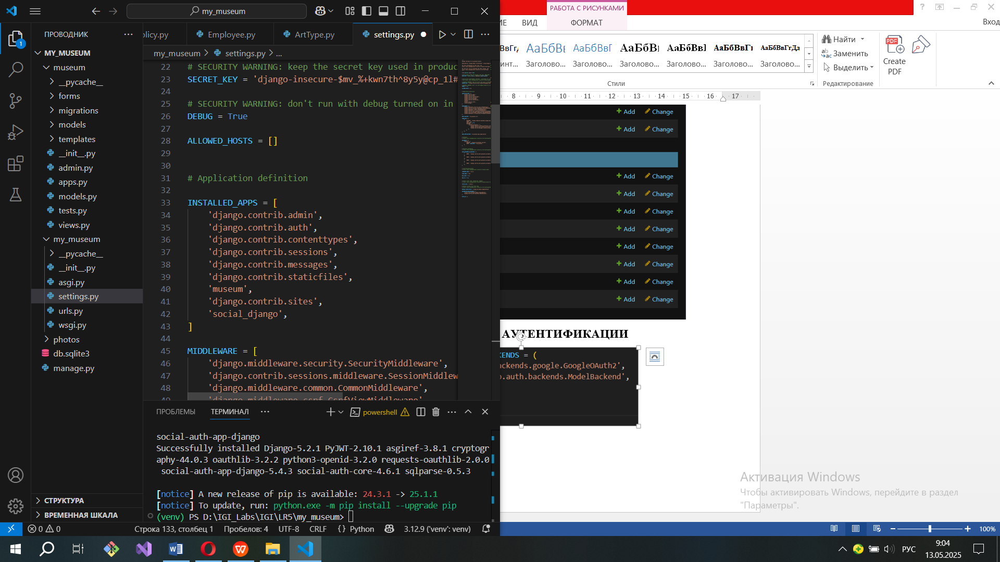 my_museum
ПРОВОДНИК
olicy.py
Employee.py
ArtType.py
settings.py
my_museum > settings.py > ...
MY_MUSEUM
museum
__pycache__
forms
migrations
models
templates
__init__.py
admin.py
apps.py
models.py
tests.py
views.py
my_museum
__pycache__
__init__.py
asgi.py
settings.py
urls.py
wsgi.py
photos
db.sqlite3
manage.py
СТРУКТУРА
ВРЕМЕННАЯ ШКАЛА
1
22 # SECURITY WARNING: keep the secret key used in produc
23 SECRET_KEY = 'django-insecure-$mv_%+kwn7th^8y5y@cp_1l#
24
25 # SECURITY WARNING: don't run with debug turned on in
26 DEBUG = True
27
28 ALLOWED_HOSTS = []
29
30
31 # Application definition
32
33 INSTALLED_APPS = [
34 'django.contrib.admin',
35 'django.contrib.auth',
36 'django.contrib.contenttypes',
37 'django.contrib.sessions',
38 'django.contrib.messages',
39 'django.contrib.staticfiles',
40 'museum',
41 'django.contrib.sites',
42 'social_django',
43 ]
44
45 MIDDLEWARE = [
46 'django.middleware.security.SecurityMiddleware',
47 'django.contrib.sessions.middleware.SessionMiddlew
48 'django.middleware.common.CommonMiddleware',
49 'django.middleware.csrf.CsrfViewMiddleware'
ПРОБЛЕМЫ
ТЕРМИНАЛ
powershell
social-auth-app-django
Successfully installed Django-5.2.1 PyJWT-2.10.1 asgiref-3.8.1 cryptogr
aphy-44.0.3 oauthlib-3.2.2 python3-openid-3.2.0 requests-oauthlib-2.0.0
social-auth-app-django-5.4.3 social-auth-core-4.6.1 sqlparse-0.5.3
[notice] A new release of pip is available: 24.3.1 -> 25.1.1
[notice] To update, run: python.exe -m pip install --upgrade pip
(venv) PS D:\IGI_Labs\IGI\LR5\my_museum>
0 0
Строка 133, столбец 1
Пробелов: 4
UTF-8
CRLF
{} Python
3.12.9 ('venv': venv)
РАБОТА С РИСУНКАМИ
ИЕ
ВИД
ФОРМАТ
Вход
АаБбВв
АаБбВвГ
АаБбВ
АаБбВвГ
АаБбВвГг
АаБбВвГгДд
инт...
Заголово...
Заголово...
Заголово...
Заголово...
Заголово...
Заголово...
Стили
Найти
Заменить
Выделить
Редактирование
Create
PDF
8 9 10 11 12 13 14 15 16 17
Add Change
Add Change
Add Change
Add Change
Add Change
Add Change
Add Change
Add Change
Add Change
Add Change
АУТЕНТИФИКАЦИИ
KENDS = (
ackends.google.GoogleOAuth2',
o.auth.backends.ModelBackend',
Активация Windows
Чтобы активировать Windows, перейдите в раздел
"Параметры".
100%
РУС
9:04
13.05.2025